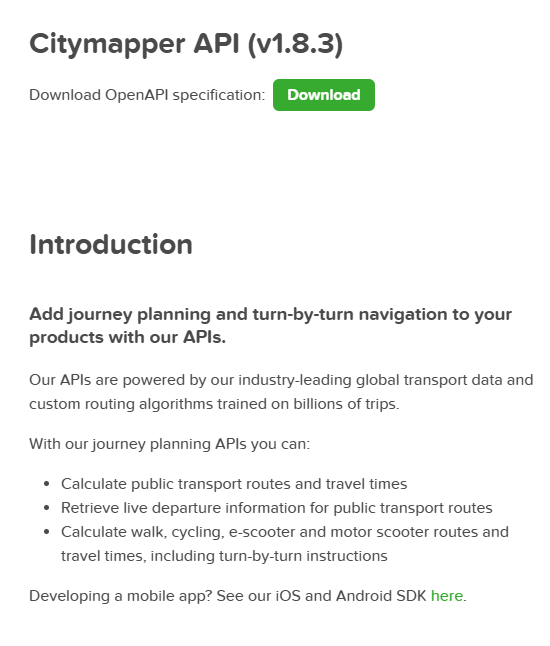 Citymapper API (v1.8.3)
Download OpenAPI specification: Download
Introduction
Add journey planning and turn-by-turn navigation to your
products with our APIs.
Our APIs are powered by our industry-leading global transport data and
custom routing algorithms trained on billions of trips.
With our journey planning APIs you can:
• Calculate public transport routes and travel times
• Retrieve live departure information for public transport routes
• Calculate walk, cycling, e-scooter and motor scooter routes and
travel times, including turn-by-turn instructions
Developing a mobile app? See our iOS and Android SDK here.